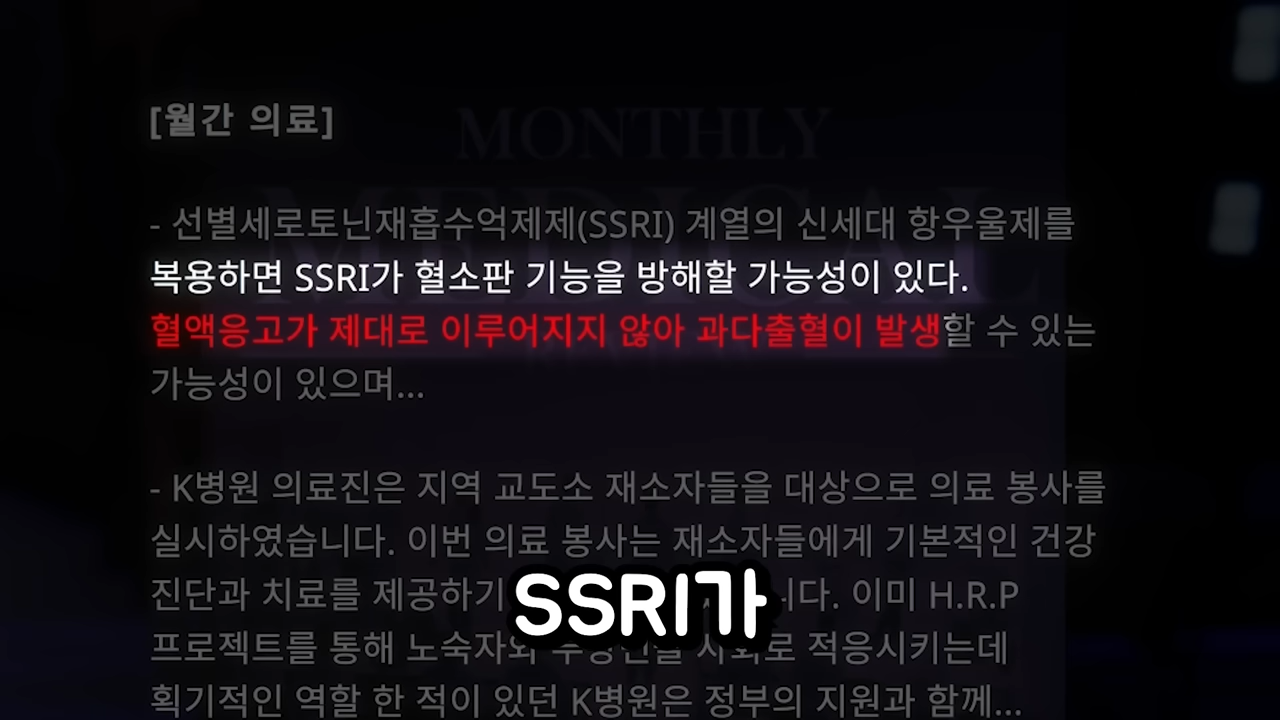 [월간 의료]
MONTHLY
MEDICAL
- 선별세로토닌재흡수억제제(SSRI) 계열의 신세대 항우울제를
복용하면 SSRI가 혈소판 기능을 방해할 가능성이 있다.
혈액응고가 제대로 이루어지지 않아 과다출혈이 발생할 수 있는
가능성이 있으며...
- K병원 의료진은 지역 교도소 재소자들을 대상으로 의료 봉사를
실시하였습니다. 이번 의료 봉사는 재소자들에게 기본적인 건강
진단과 치료를 제공하기 니다. 이미 H.R.P
SSRI가
프로젝트를 통해 노숙자와 사회로 적응시키는데
획기적인 역할 한 적이 있던 K병원은 정부의 지원과 함께...